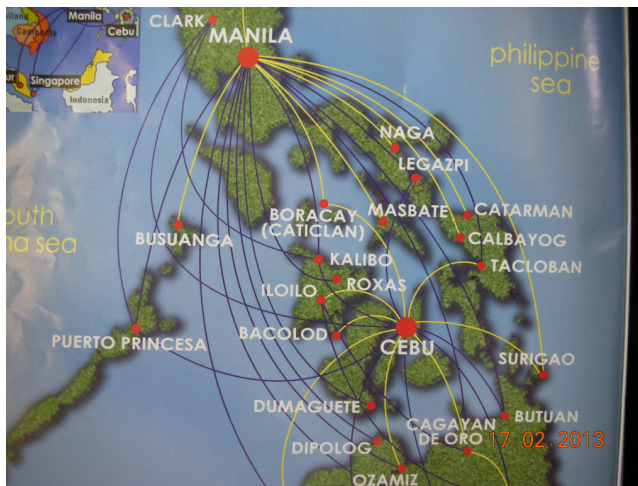 Manila
Cebu
Cambodia
Singapore
Indonesia
CLARK
MANILA
philippine
sea
NAGA
LEGAZPI
BORACAY
(CATICLAN)
MASBATE
CATARMAN
CALBAYOG
BUSUANGA
KALIBO
TACLOBAN
ROXAS
ILOILO
PUERTO PRINCESA
BACOLOD
CEBU
SURIGAO
DUMAGUETE
BUTUAN
CAGAYAN
DE ORO
17.02.2013
DIPOLOG
OZAMIZ
outh
na sea